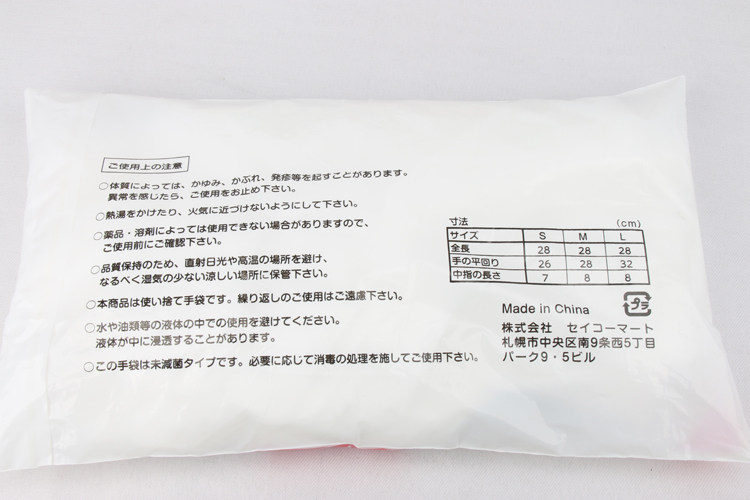 ご使用上の注意
○体質によっては、かゆみ、かぶれ、発疹等を起すことがあります。
異常を感じたら、ご使用をお止め下さい。
○熱湯をかけたり、火気に近づけないようにして下さい。
○薬品・溶剤によっては使用できない場合がありますので、
ご使用前にご確認下さい。
○品質保持のため、直射日光や高温の場所を避け、
なるべく湿気の少ない涼しい場所に保管下さい。
○本商品は使い捨て手袋です。繰り返しのご使用はご遠慮下さい。
○水や油類等の液体の中での使用を避けてください。
液体が中に浸透することがあります。
○この手袋は未滅菌タイプです。必要に応じて消毒の処理を施してご使用下さい。
寸法 (cm)
サイズ S M L
全長 28 28 28
手の平回り 26 28 32
中指の長さ 7 8 8
Made in China プラ
株式会社 セイコーマート
札幌市中央区南9条西5丁目
パーク9・5ビル